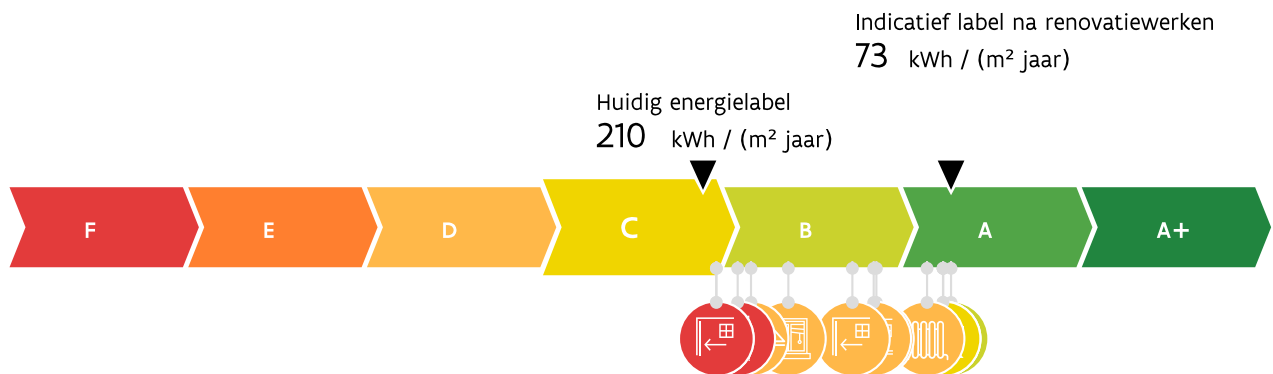 Indicatief label na renovatiewerken
73 kWh / (m² jaar)
Huidig energielabel
210 kWh / (m² jaar)
F E D C B A A+